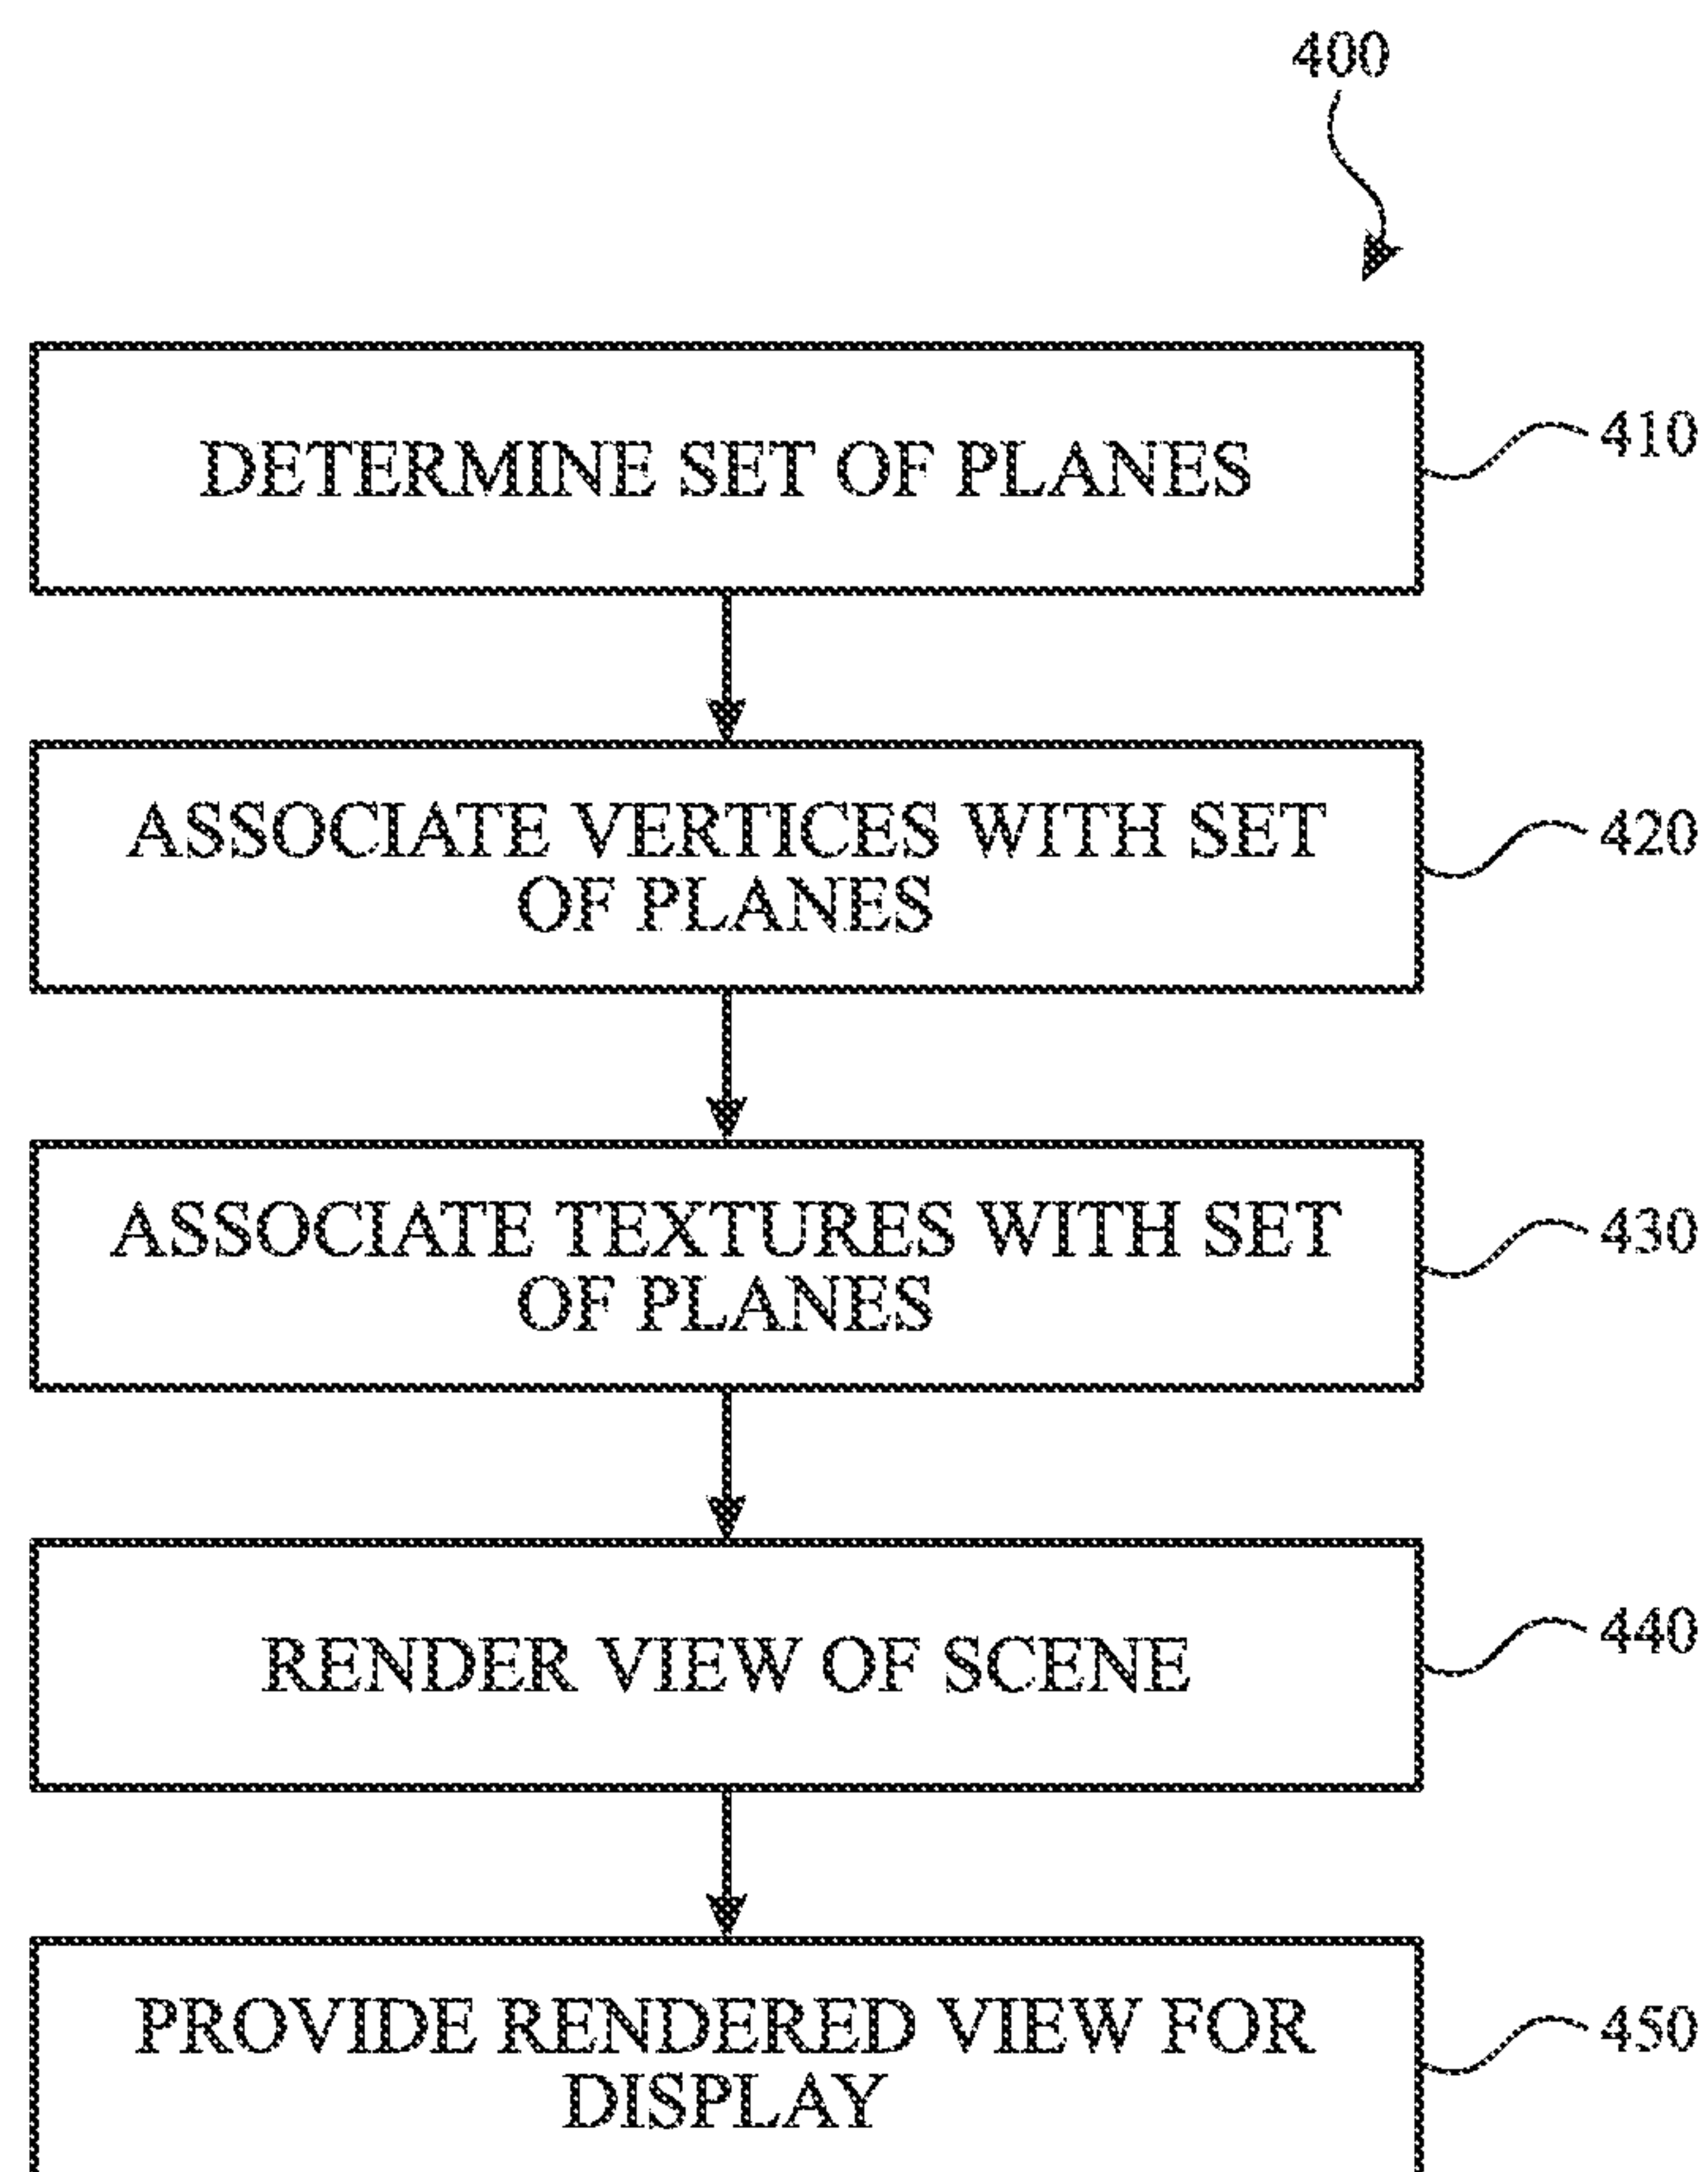 400
DETERMINE SET OF PLANES
410
ASSOCIATE VERTICES WITH SET
OF PLANES
420
ASSOCIATE TEXTURES WITH SET
OF PLANES
430
RENDER VIEW OF SCENE
440
PROVIDE RENDERED VIEW FOR
DISPLAY
450